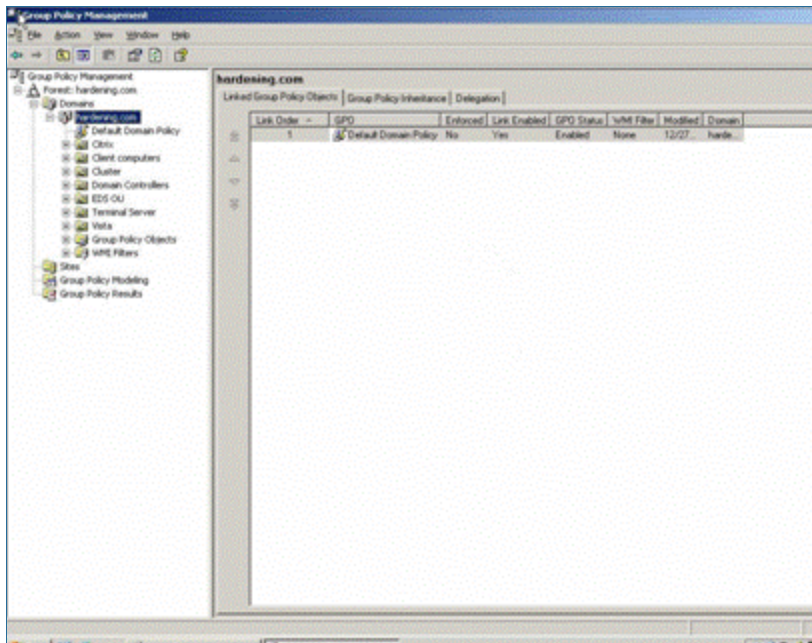 Group Policy Management
File Action View Window Help
Group Policy Management
Forest: hardening.com
Domains
hardening.com
Default Domain Policy
Citrix
Client computers
Cluster
Domain Controllers
EDS OU
Terminal Server
Vista
Group Policy Objects
WMI Filters
Sites
Group Policy Modeling
Group Policy Results
hardening.com
Linked Group Policy Objects Group Policy Inheritance Delegation
Link Order GPO Enforced Link Enabled GPO Status WMI Filter Modified Domain
1 Default Domain Policy No Yes Enabled None 12/27... harde...